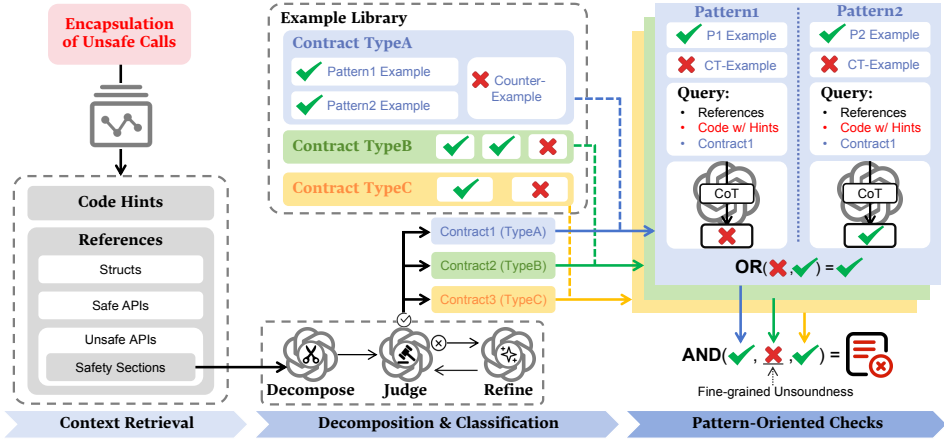 Encapsulation
of Unsafe Calls
Code Hints
References
Structs
Safe APIs
Unsafe APIs
Safety Sections
Context Retrieval
Example Library
Contract TypeA
Pattern1 Example
Pattern2 Example
Counter-
Example
Contract TypeB
Contract TypeC
Contract1 (TypeA)
Contract2 (TypeB)
Contract3 (TypeC)
Decompose
Judge
Refine
Decomposition & Classification
Pattern1
P1 Example
CT-Example
Query:
• References
• Code w/ Hints
• Contract1
CoT
Pattern2
P2 Example
CT-Example
Query:
• References
• Code w/ Hints
• Contract1
CoT
OR(❌,✔) = ✔
AND(✔, ❌,✔) =
Fine-grained Unsoundness
Pattern-Oriented Checks